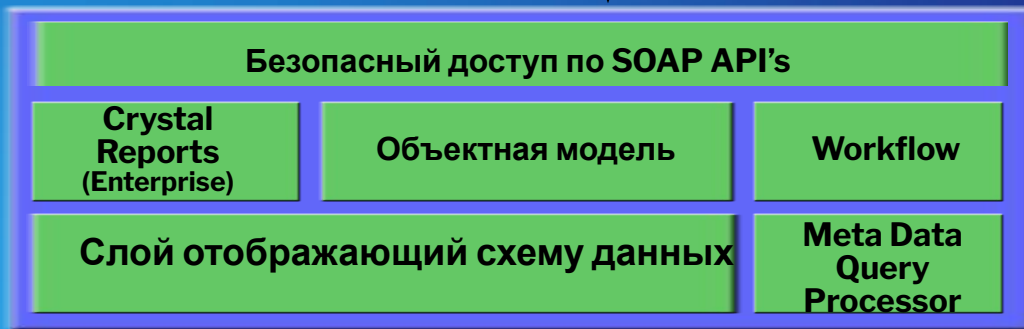 Безопасный доступ по SOAP API's
Crystal
Reports
(Enterprise)
Объектная модель
Workflow
Слой отображающий схему данных
Meta Data
Query
Processor